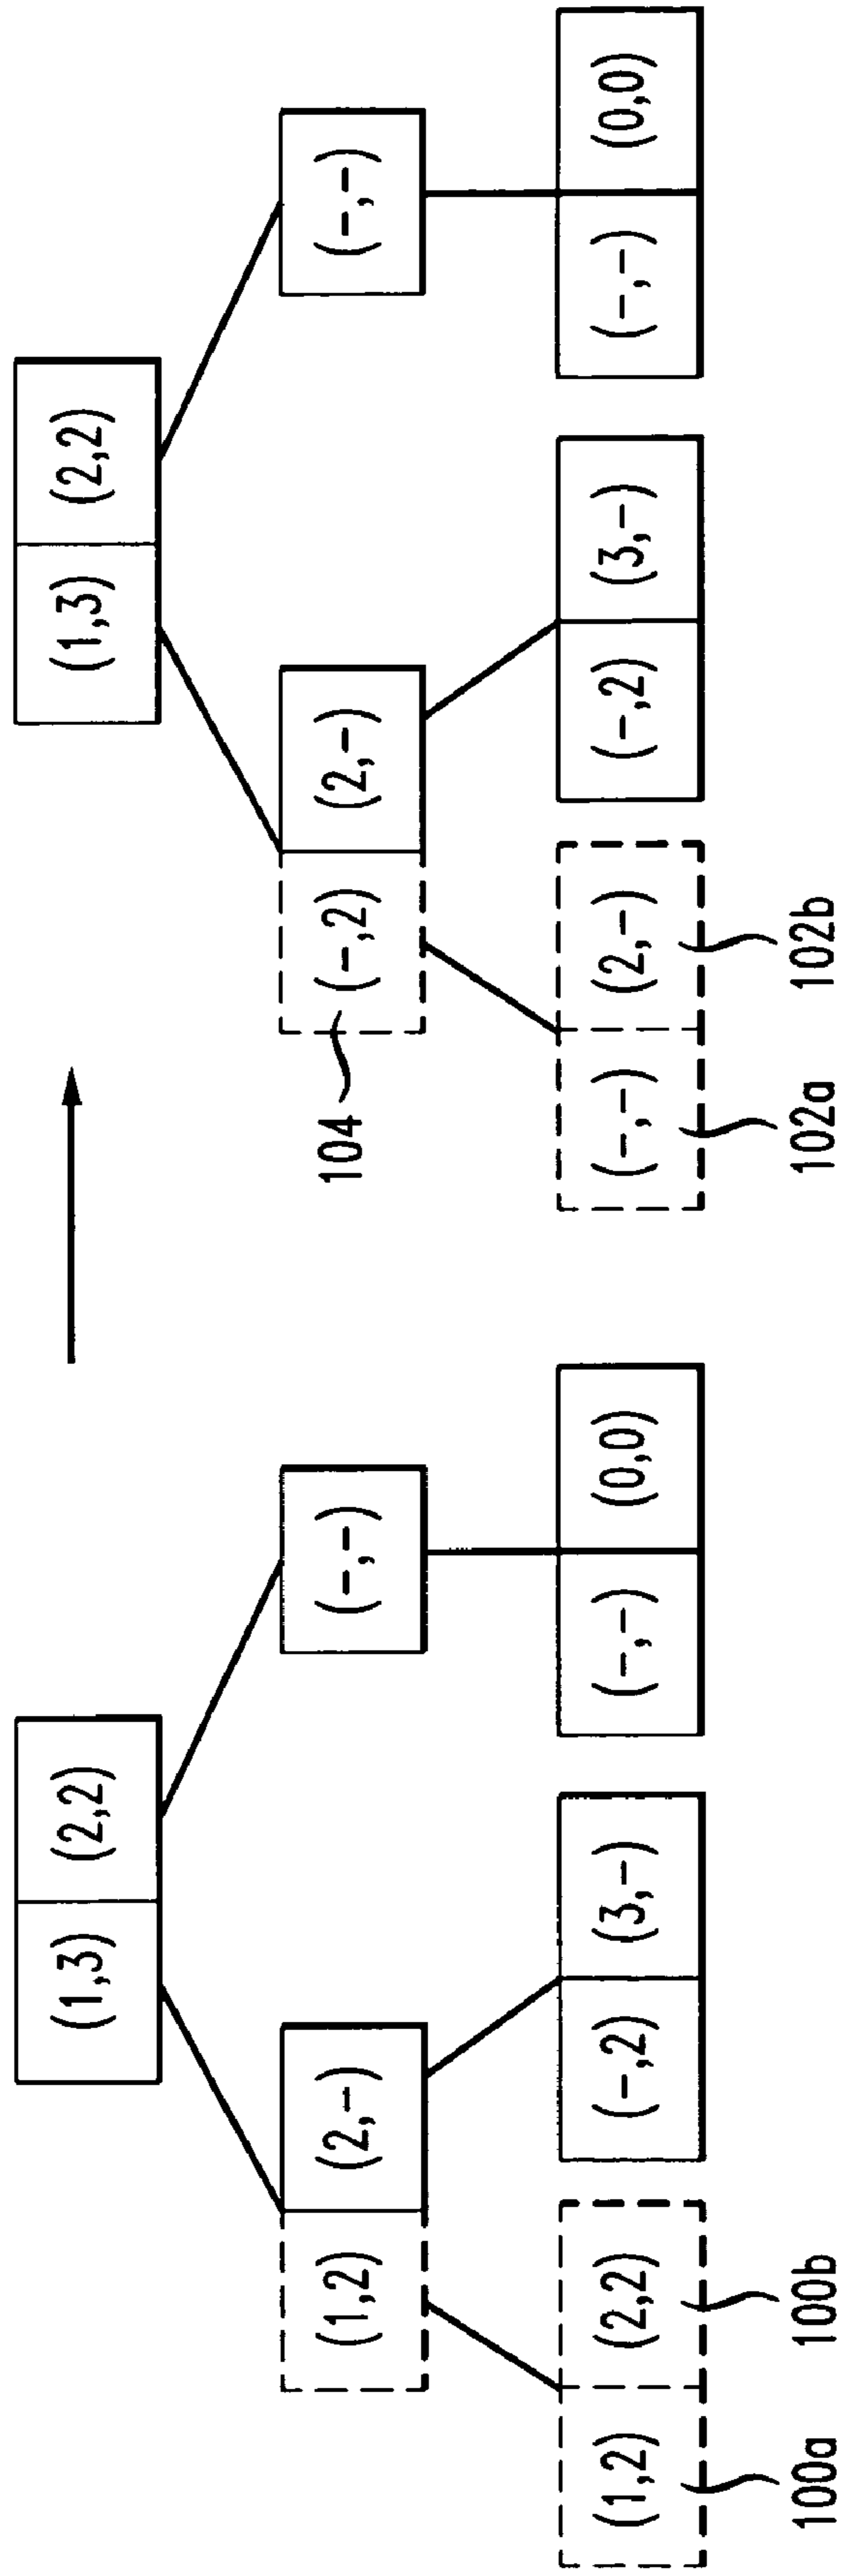 (1,3) (2,2) (1,3) (2,2)
(1,2) (2,-) (-,-) (-,2) (2,-) (-,-)
104
(1,2) (2,2) (-,2) (3,-) (-,-) (0,0) (-,-) (2,-) (-,2) (3,-) (-,-) (0,0)
100a 100b 102a 102b